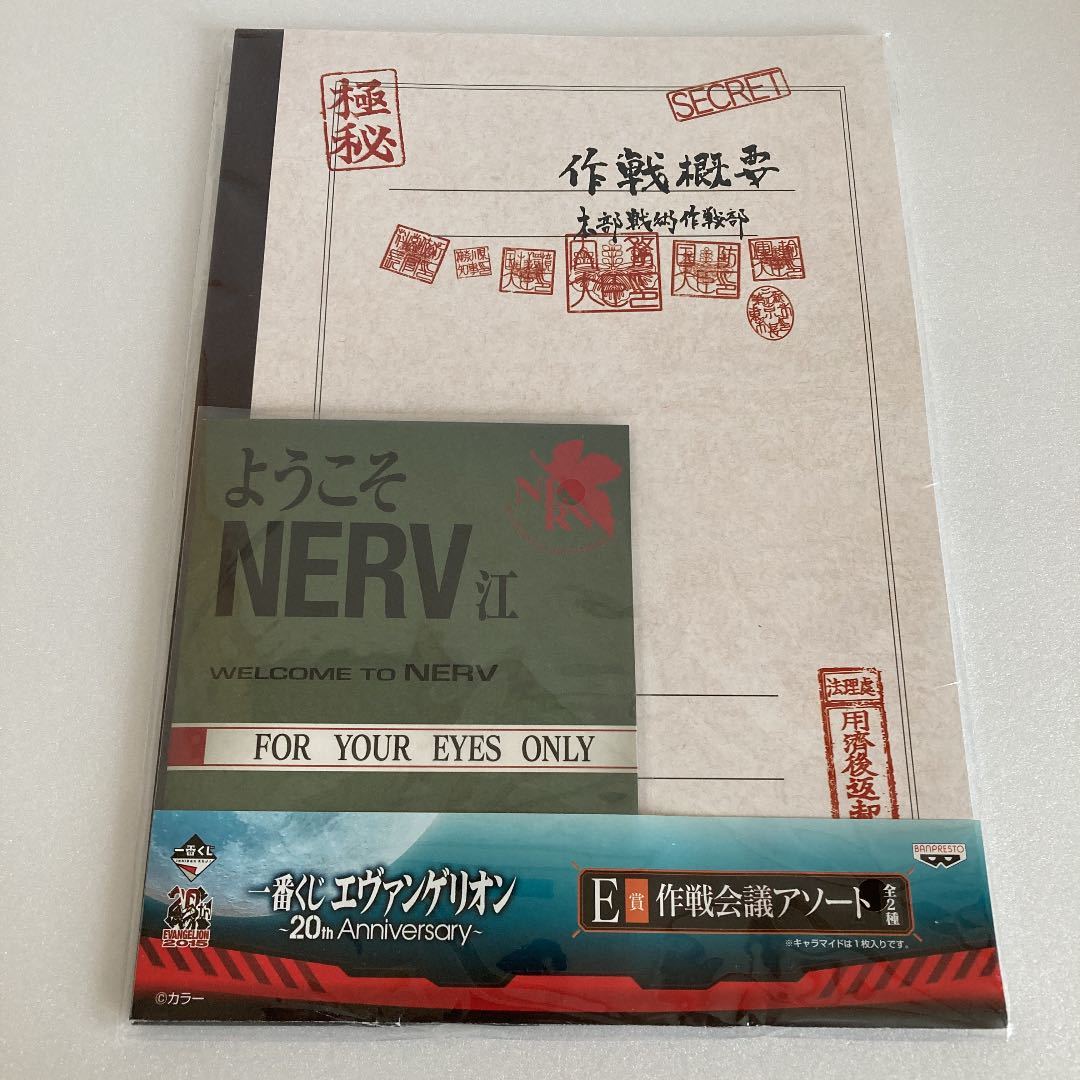 極秘
SECRET
作戦概要
本部戦術作戦部
ようこそ
NERV江
NERV
WELCOME TO NERV
FOR YOUR EYES ONLY
法理處
用済後返却
一番くじ
20th
EVANGELION
2015
一番くじ エヴァンゲリオン
~20th Anniversary~
E賞 作戦会議アソート 全2種
※キャラマイドは1枚入りです。
BANPRESTO
©カラー